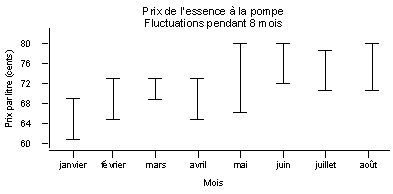 Prix de l'essence à la pompe
Fluctuations pendant 8 mois
Prix par litre (cents)
80
76
72
68
64
60
janvier février mars avril mai juin juillet août
Mois